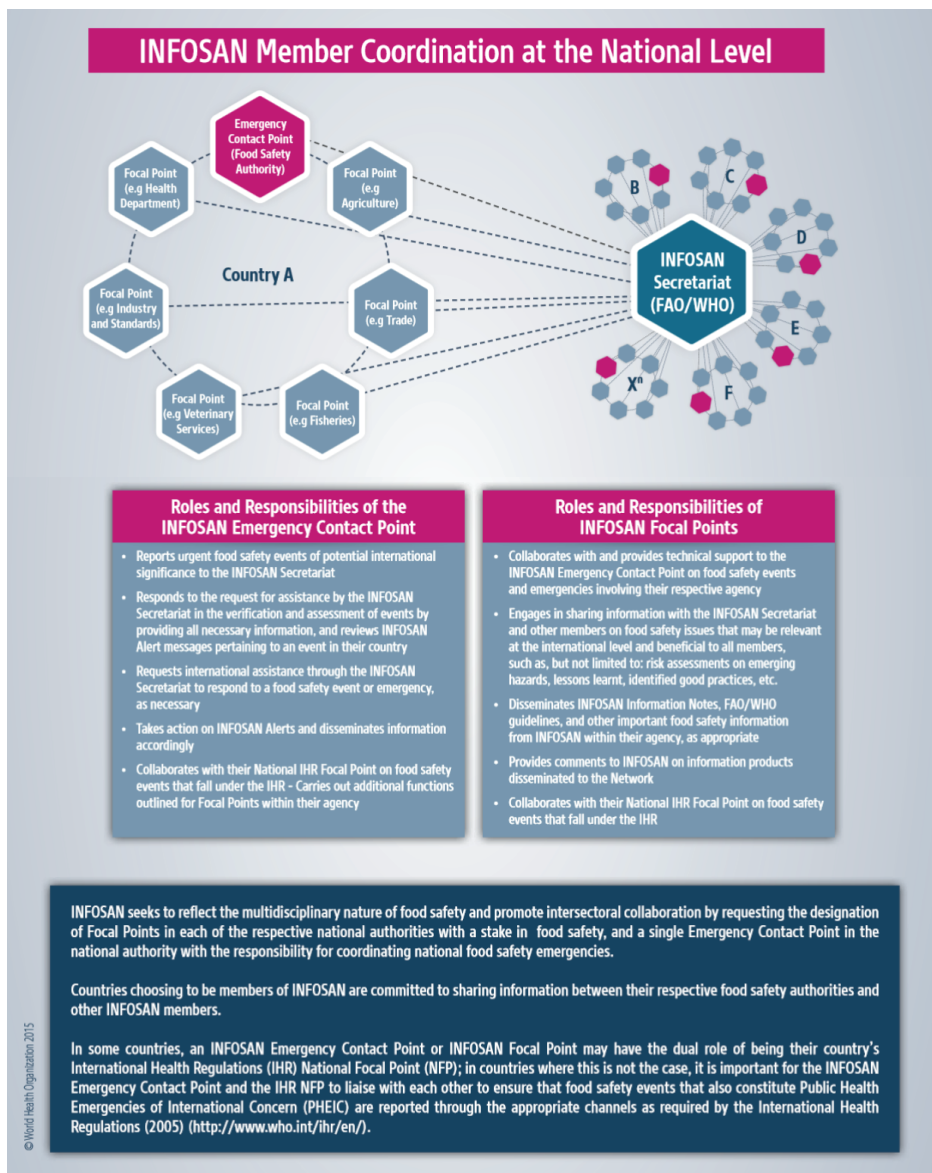 INFOSAN Member Coordination at the National Level
Emergency
Contact Point
(Food Safety
Authority)
Focal Point
(e.g Health
Department)
Focal Point
(e.g
Agriculture)
Country A
Focal Point
(e.g Industry
and Standards)
Focal Point
(e.g Trade)
Focal Point
(e.g Veterinary
Services)
Focal Point
(e.g Fisheries)
B
C
D
E
F
Xⁿ
INFOSAN
Secretariat
(FAO/WHO)
Roles and Responsibilities of the
INFOSAN Emergency Contact Point
• Reports urgent food safety events of potential international
significance to the INFOSAN Secretariat
• Responds to the request for assistance by the INFOSAN
Secretariat in the verification and assessment of events by
providing all necessary information, and reviews INFOSAN
Alert messages pertaining to an event in their country
• Requests international assistance through the INFOSAN
Secretariat to respond to a food safety event or emergency,
as necessary
• Takes action on INFOSAN Alerts and disseminates information
accordingly
• Collaborates with their National IHR Focal Point on food safety
events that fall under the IHR - Carries out additional functions
outlined for Focal Points within their agency
Roles and Responsibilities of
INFOSAN Focal Points
• Collaborates with and provides technical support to the
INFOSAN Emergency Contact Point on food safety events
and emergencies involving their respective agency
• Engages in sharing information with the INFOSAN Secretariat
and other members on food safety issues that may be relevant
at the international level and beneficial to all members,
such as, but not limited to: risk assessments on emerging
hazards, lessons learnt, identified good practices, etc.
• Disseminates INFOSAN Information Notes, FAO/WHO
guidelines, and other important food safety information
from INFOSAN within their agency, as appropriate
• Provides comments to INFOSAN on information products
disseminated to the Network
• Collaborates with their National IHR Focal Point on food safety
events that fall under the IHR
INFOSAN seeks to reflect the multidisciplinary nature of food safety and promote intersectoral collaboration by requesting the designation
of Focal Points in each of the respective national authorities with a stake in food safety, and a single Emergency Contact Point in the
national authority with the responsibility for coordinating national food safety emergencies.
Countries choosing to be members of INFOSAN are committed to sharing information between their respective food safety authorities and
other INFOSAN members.
In some countries, an INFOSAN Emergency Contact Point or INFOSAN Focal Point may have the dual role of being their country's
International Health Regulations (IHR) National Focal Point (NFP); in countries where this is not the case, it is important for the INFOSAN
Emergency Contact Point and the IHR NFP to liaise with each other to ensure that food safety events that also constitute Public Health
Emergencies of International Concern (PHEIC) are reported through the appropriate channels as required by the International Health
Regulations (2005) (http://www.who.int/ihr/en/).
© World Health Organization 2015